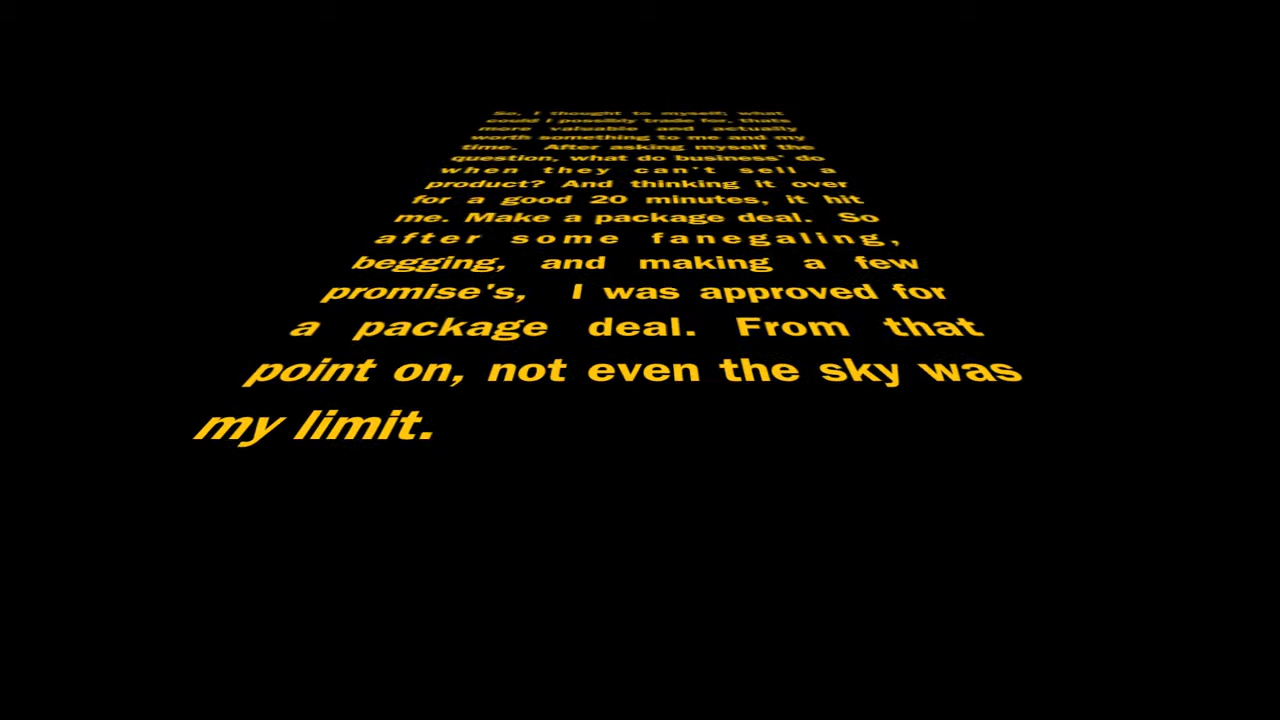 So, I thought to myself; what
could I possibly trade for, thats
more valuable and actually
worth something to me and my
time. After asking myself the
question, what do business' do
when they can't sell a
product? And thinking it over
for a good 20 minutes, it hit
me. Make a package deal. So
after some fanegaling,
begging, and making a few
promise's, I was approved for
a package deal. From that
point on, not even the sky was
my limit.